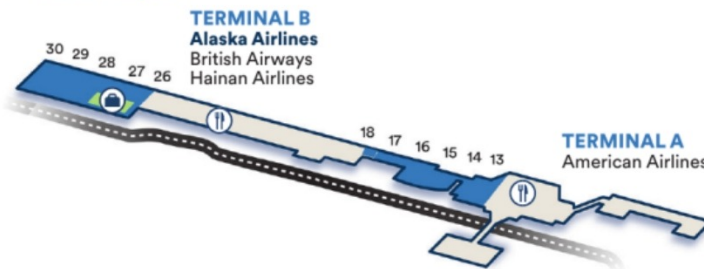 TERMINAL B
Alaska Airlines
British Airways
Hainan Airlines
30 29 28 27 26
18 17 16 15 14 13
TERMINAL A
American Airlines